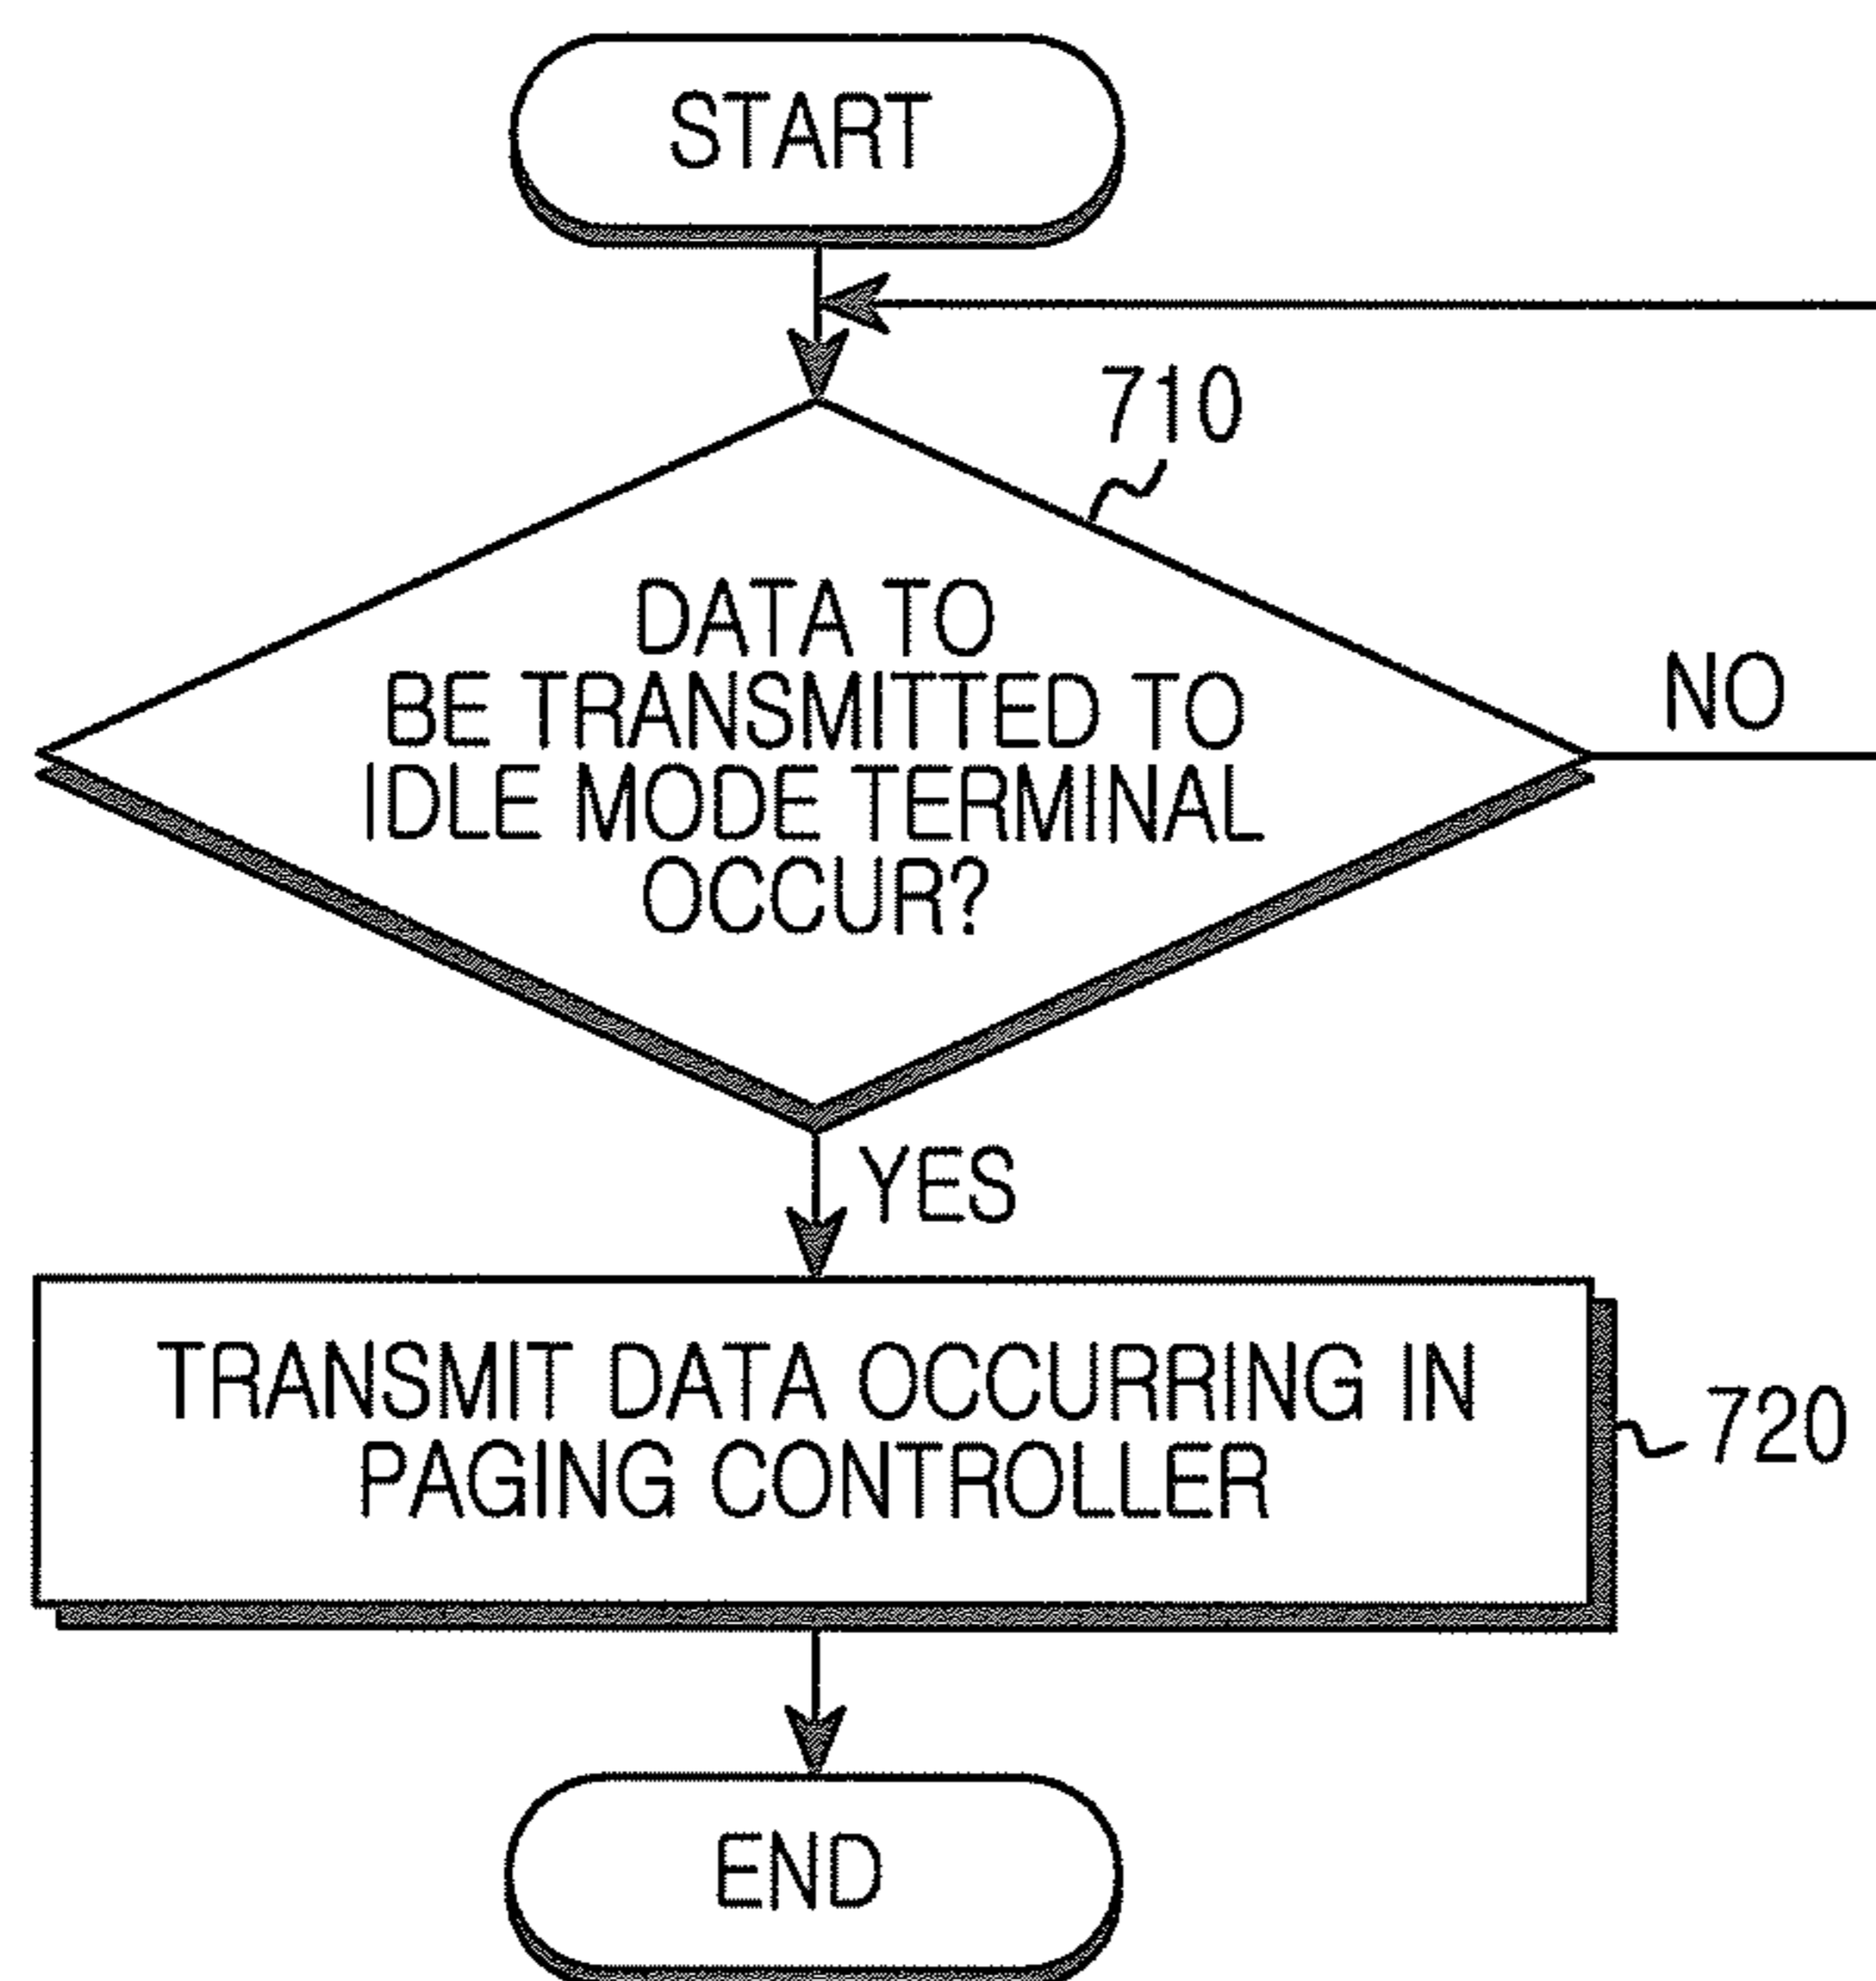 START
710
DATA TO
BE TRANSMITTED TO
IDLE MODE TERMINAL
OCCUR?
NO
YES
TRANSMIT DATA OCCURRING IN
PAGING CONTROLLER
720
END